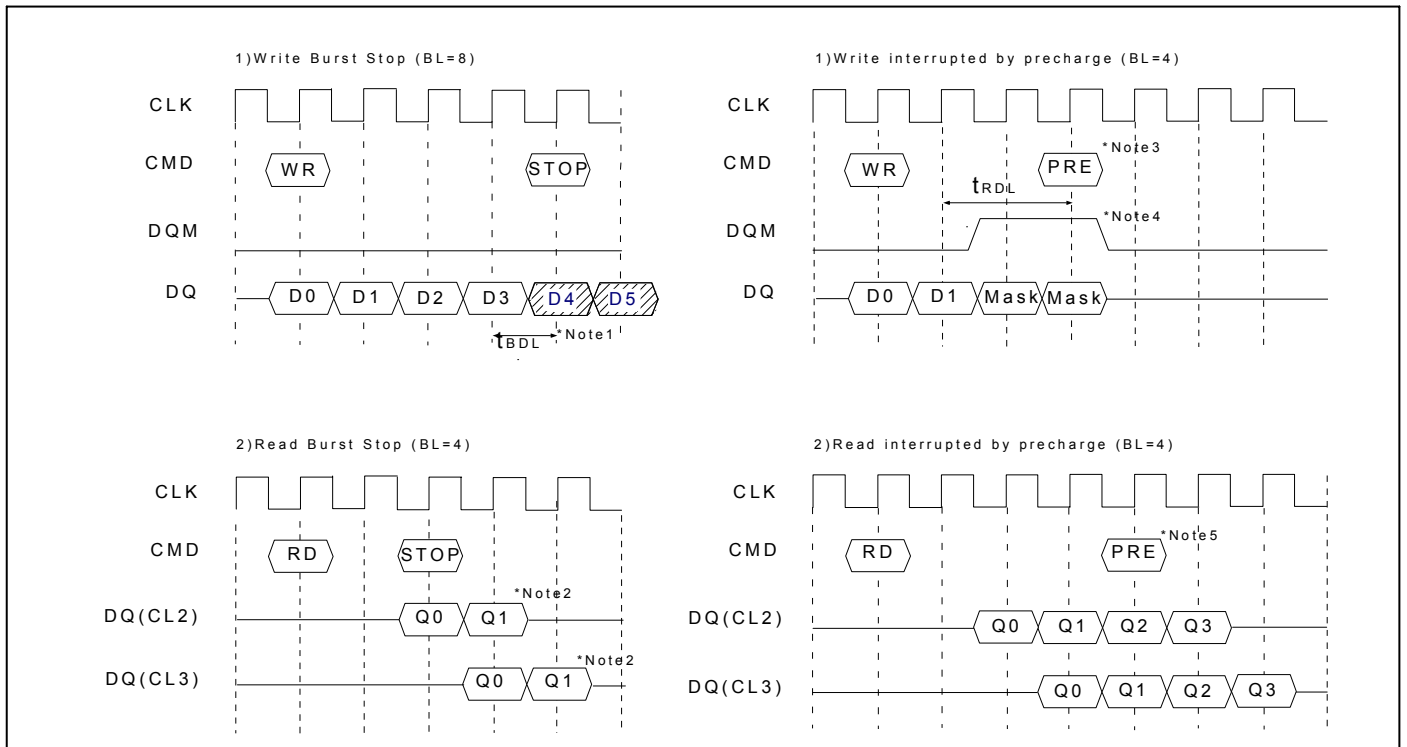 1)Write Burst Stop (BL=8)
CLK
CMD WR STOP
DQM
DQ D0 D1 D2 D3 D4 D5
tBDL *Note1
1)Write interrupted by precharge (BL=4)
CLK
CMD WR PRE *Note3
tRDL
DQM *Note4
DQ D0 D1 Mask Mask
2)Read Burst Stop (BL=4)
CLK
CMD RD STOP
DQ(CL2) Q0 Q1 *Note2
DQ(CL3) Q0 Q1 *Note2
2)Read interrupted by precharge (BL=4)
CLK
CMD RD PRE *Note5
DQ(CL2) Q0 Q1 Q2 Q3
DQ(CL3) Q0 Q1 Q2 Q3